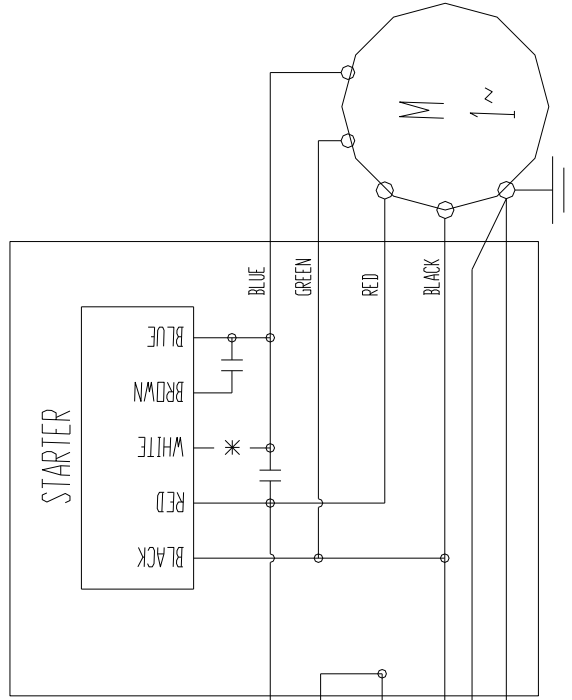 M
1~
BLUE
GREEN
RED
BLACK
STARTER
BLUE
BROWN
WHITE
RED
BLACK